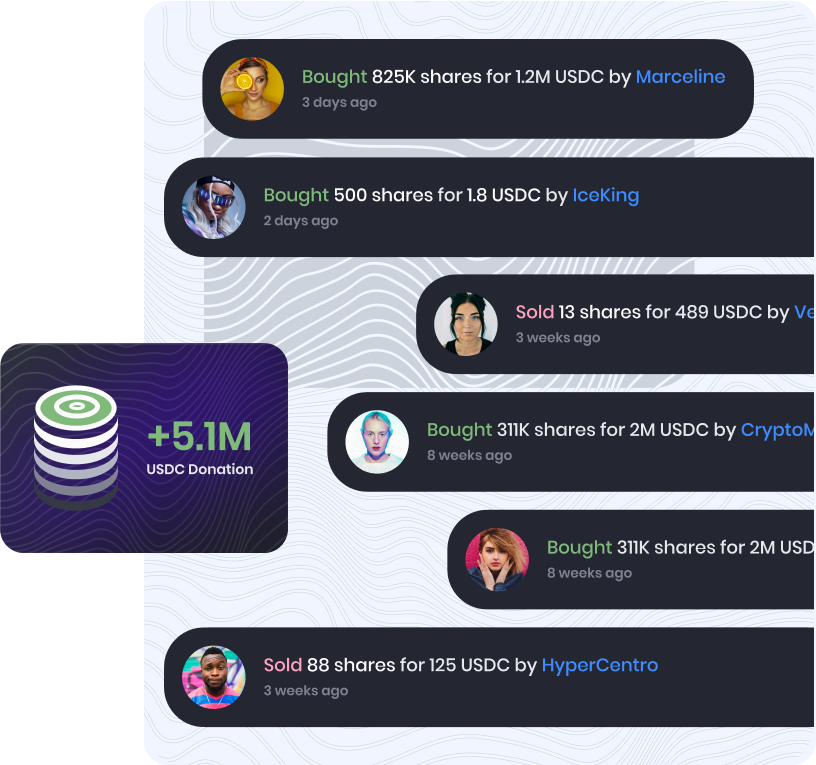 Bought 825K shares for 1.2M USDC by Marceline
3 days ago
Bought 500 shares for 1.8 USDC by IceKing
2 days ago
Sold 13 shares for 489 USDC by
3 weeks ago
Bought 311K shares for 2M USDC by
8 weeks ago
+5.1M
USDC Donation
Bought 311K shares for 2M
8 weeks ago
Sold 88 shares for 125 USDC by HyperCentro
3 weeks ago